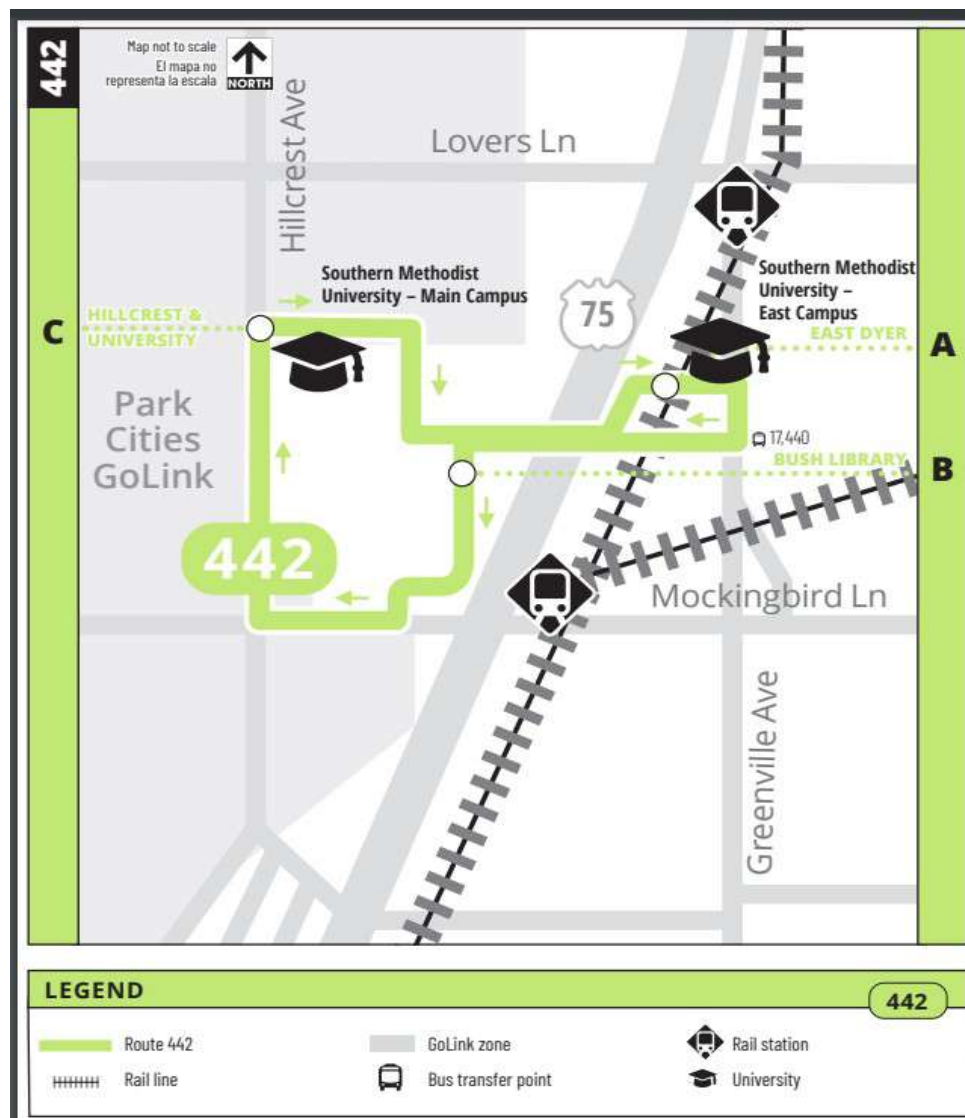 442
Map not to scale
El mapa no
representa la escala
NORTH
Hillcrest Ave
Lovers Ln
Southern Methodist
University – Main Campus
75
Southern Methodist
University –
East Campus
C
HILLCREST &
UNIVERSITY
EAST DYER
A
Park
Cities
GoLink
17,440
BUSH LIBRARY
B
442
Mockingbird Ln
Greenville Ave
LEGEND
442
Route 442
GoLink zone
Rail station
Rail line
Bus transfer point
University